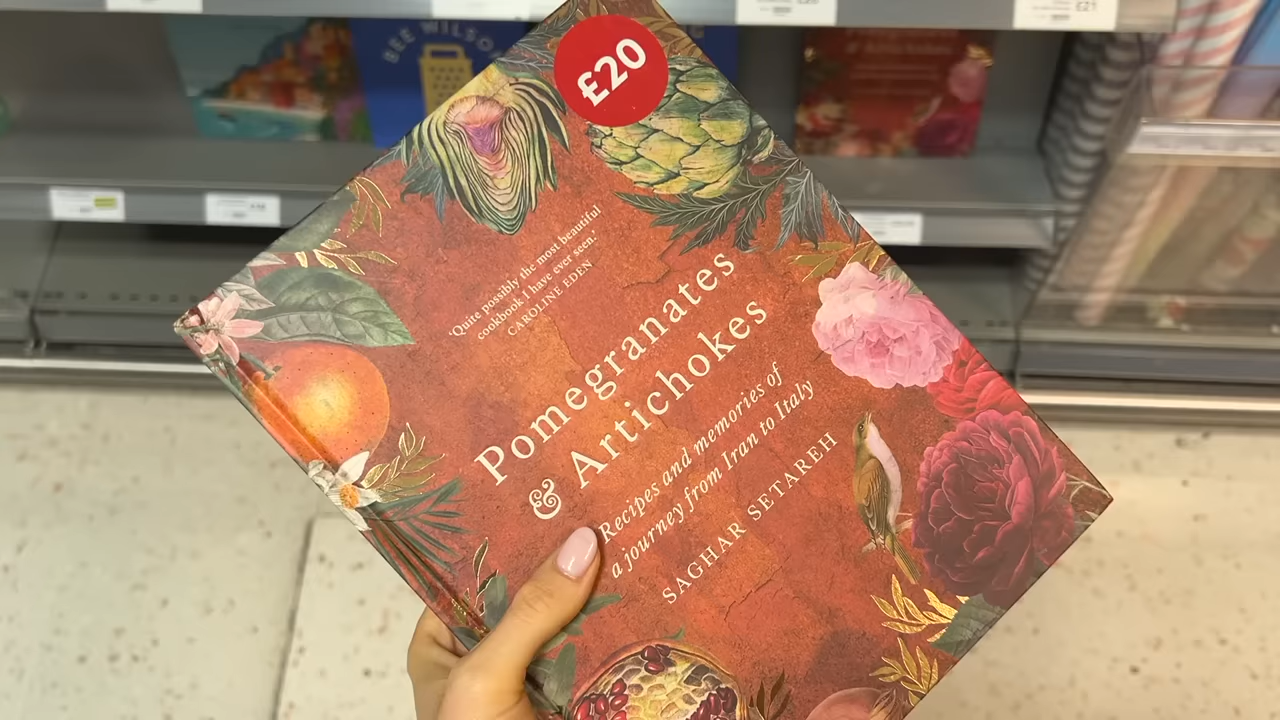 £20
'Quite possibly the most beautiful
cookbook I have ever seen.'
CAROLINE EDEN
Pomegranates
& Artichokes
Recipes and memories of
a journey from Iran to Italy
SAGHAR SETAREH
BEE WILSO
£21